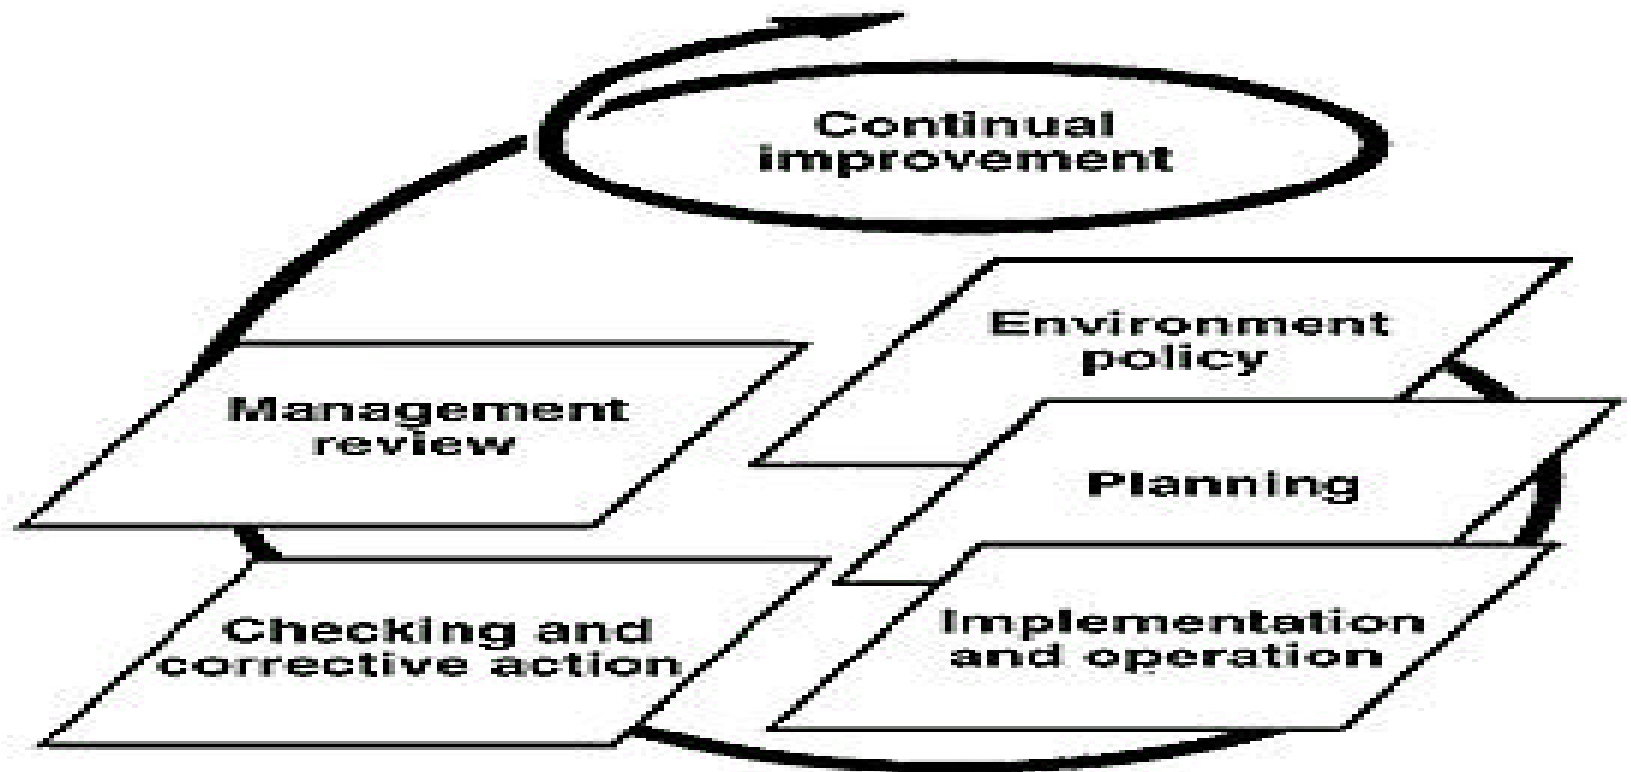 Continual
improvement
Environment
policy
Management
review
Planning
Implementation
and operation
Checking and
corrective action